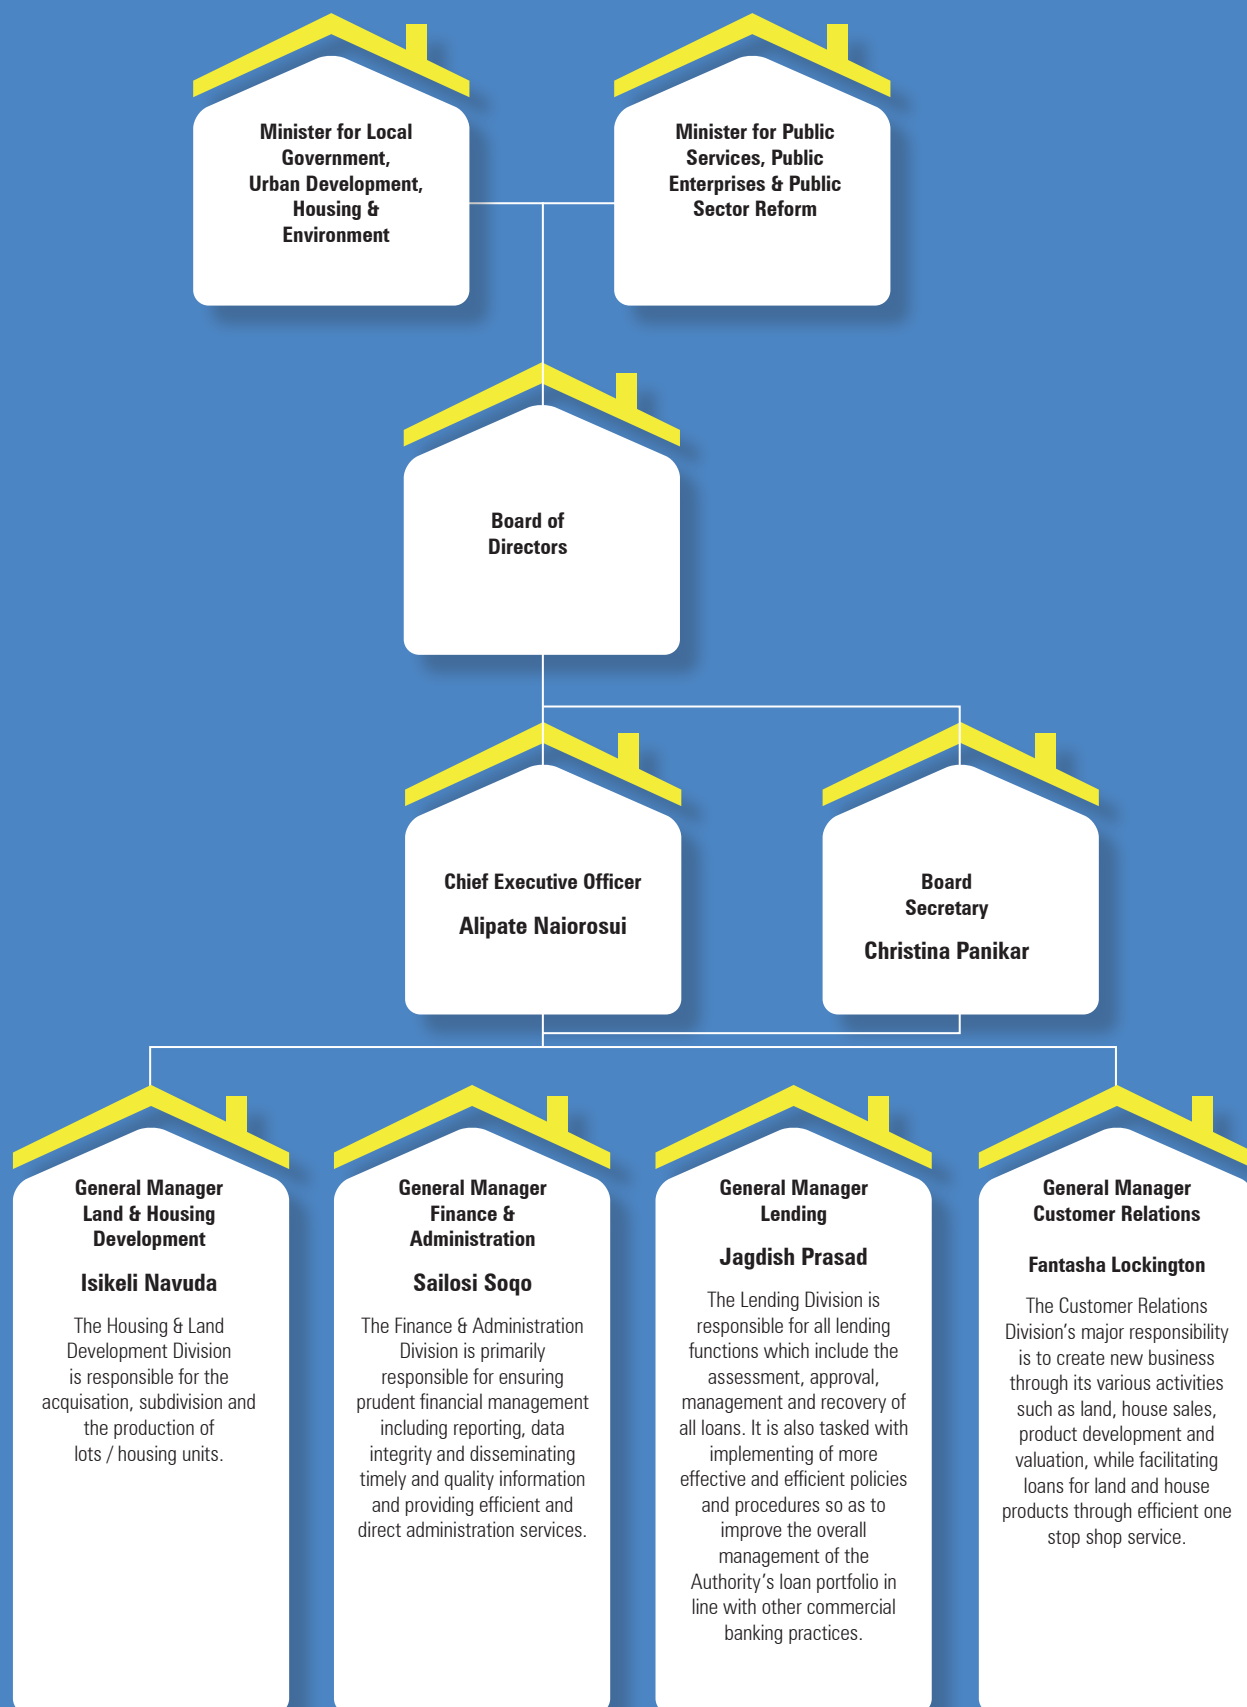 Minister for Local
Government,
Urban Development,
Housing &
Environment
Minister for Public
Services, Public
Enterprises & Public
Sector Reform
Board of
Directors
Chief Executive Officer
Alipate Naiorosui
Board
Secretary
Christina Panikar
General Manager
Land & Housing
Development
Isikeli Navuda
The Housing & Land
Development Division
is responsible for the
acquisation, subdivision and
the production of
lots / housing units.
General Manager
Finance &
Administration
Sailosi Soqo
The Finance & Administration
Division is primarily
responsible for ensuring
prudent financial management
including reporting, data
integrity and disseminating
timely and quality information
and providing efficient and
direct administration services.
General Manager
Lending
Jagdish Prasad
The Lending Division is
responsible for all lending
functions which include the
assessment, approval,
management and recovery of
all loans. It is also tasked with
implementing of more
effective and efficient policies
and procedures so as to
improve the overall
management of the
Authority’s loan portfolio in
line with other commercial
banking practices.
General Manager
Customer Relations
Fantasha Lockington
The Customer Relations
Division’s major responsibility
is to create new business
through its various activities
such as land, house sales,
product development and
valuation, while facilitating
loans for land and house
products through efficient one
stop shop service.